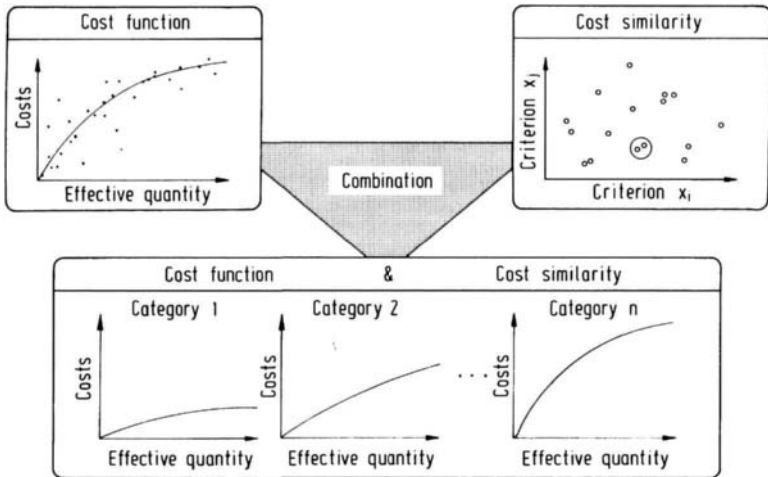 Cost function
Costs
Effective quantity
Cost similarity
Criterion xj
Criterion xi
Combination
Cost function & Cost similarity
Category 1
Costs
Effective quantity
Category 2
Costs
Effective quantity
...
Category n
Costs
Effective quantity